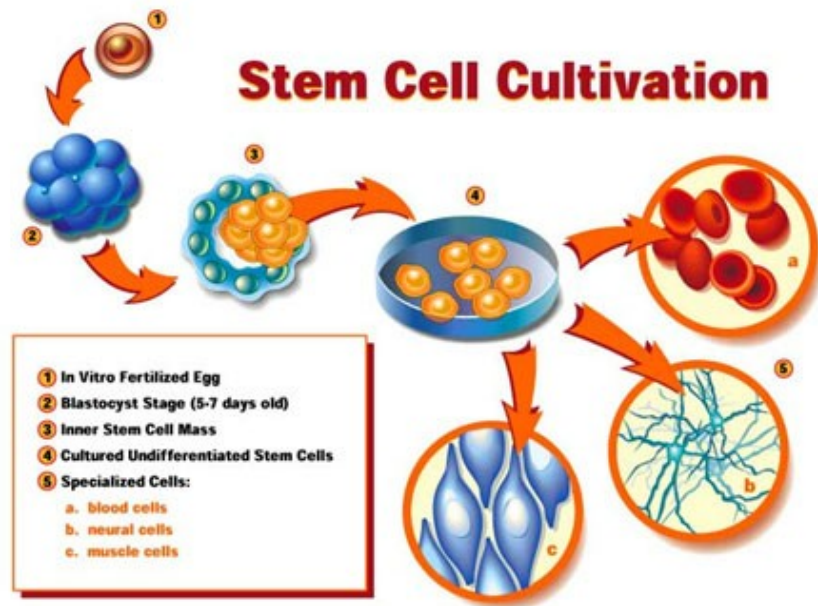 1
Stem Cell Cultivation
3
4
2
a
5
b
c
1 In Vitro Fertilized Egg
2 Blastocyst Stage (5-7 days old)
3 Inner Stem Cell Mass
4 Cultured Undifferentiated Stem Cells
5 Specialized Cells:
a. blood cells
b. neural cells
c. muscle cells